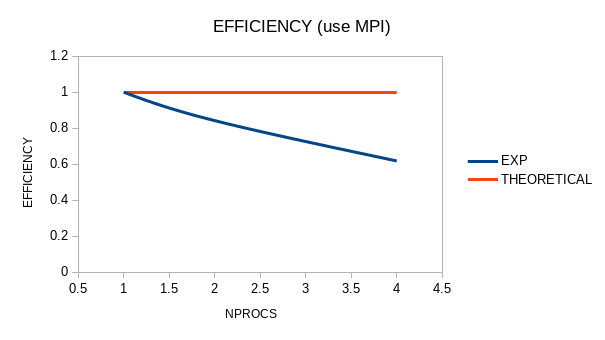 EFFICIENCY (use MPI)
1.2
1
0.8
0.6
0.4
0.2
0
EFFICIENCY
0.5 1 1.5 2 2.5 3 3.5 4 4.5
NPROCS
EXP
THEORETICAL